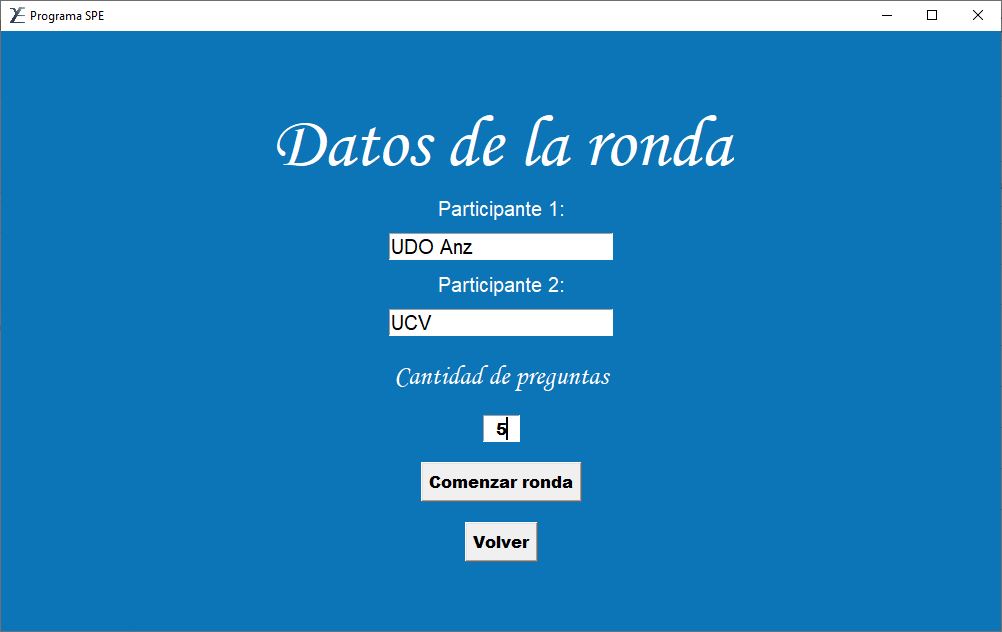 Programa SPE
Datos de la ronda
Participante 1:
UDO Anz
Participante 2:
UCV
Cantidad de preguntas
5
Comenzar ronda
Volver